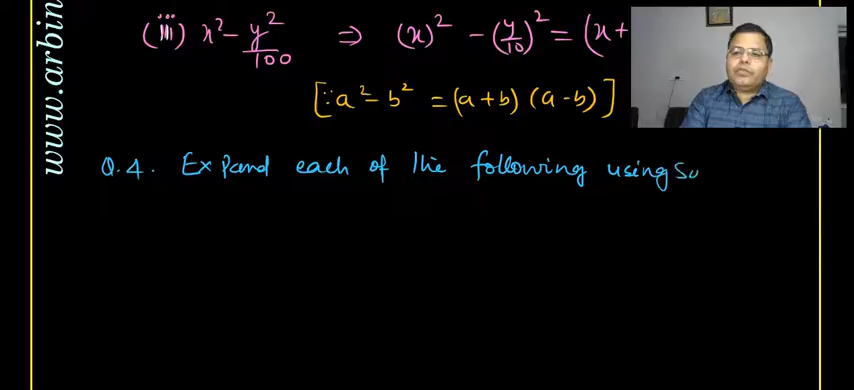 www.arbin
(iii) x² - y²/100 ⇒ (x)² - (y/10)² = (x+
[∵ a² - b² = (a+b) (a-b)]
Q.4. Expand each of the following using su